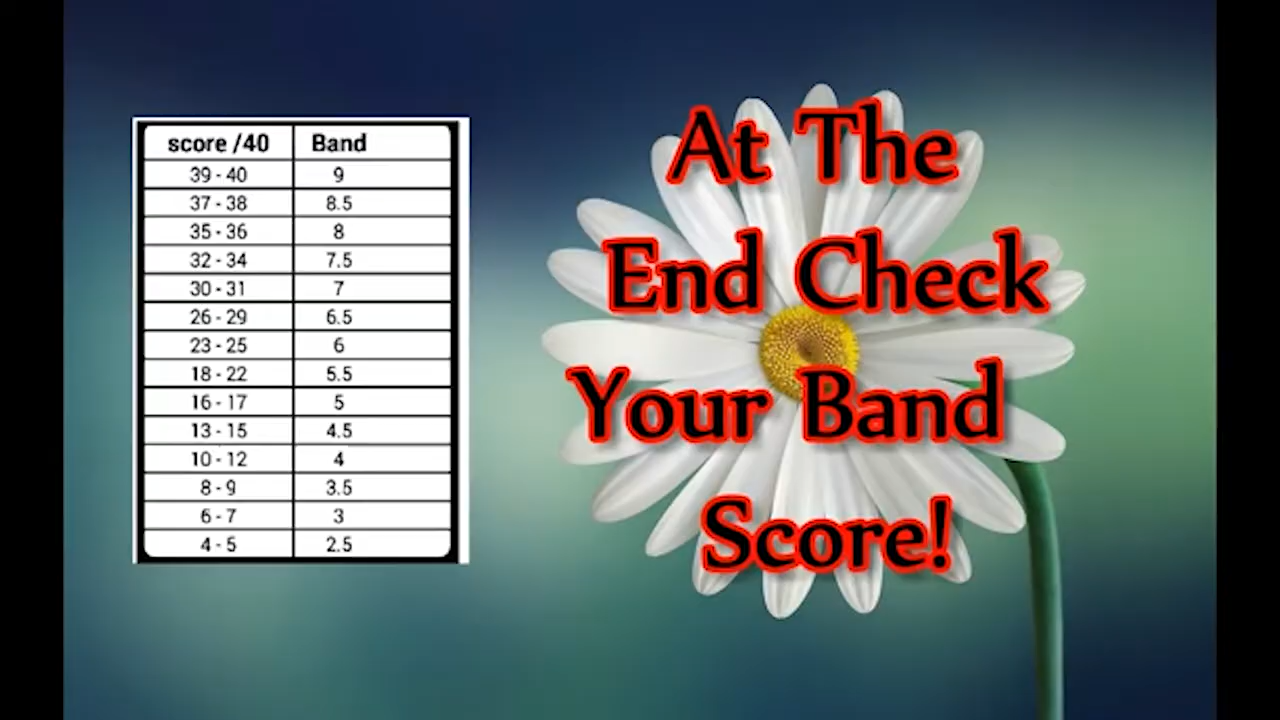 score /40 Band
39 - 40 9
37 - 38 8.5
35 - 36 8
32 - 34 7.5
30 - 31 7
26 - 29 6.5
23 - 25 6
18 - 22 5.5
16 - 17 5
13 - 15 4.5
10 - 12 4
8 - 9 3.5
6 - 7 3
4 - 5 2.5
At The
End Check
Your Band
Score!